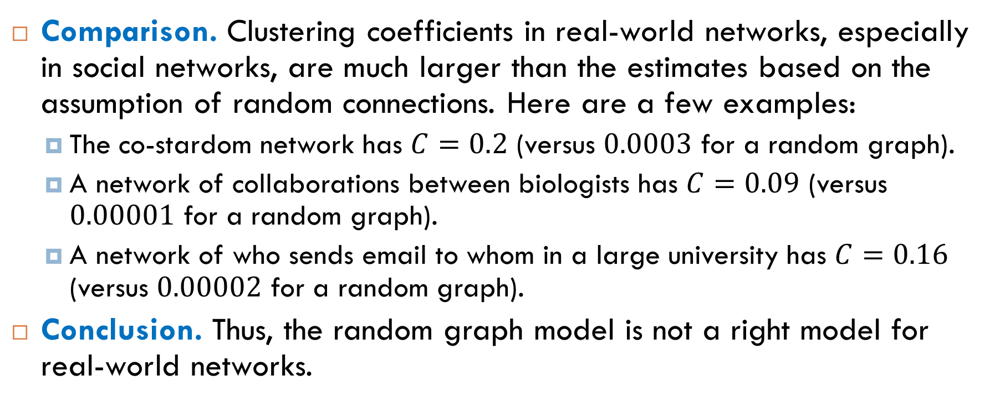 Comparison. Clustering coefficients in real-world networks, especially
in social networks, are much larger than the estimates based on the
assumption of random connections. Here are a few examples:
The co-stardom network has C = 0.2 (versus 0.0003 for a random graph).
A network of collaborations between biologists has C = 0.09 (versus
0.00001 for a random graph).
A network of who sends email to whom in a large university has C = 0.16
(versus 0.00002 for a random graph).
Conclusion. Thus, the random graph model is not a right model for
real-world networks.